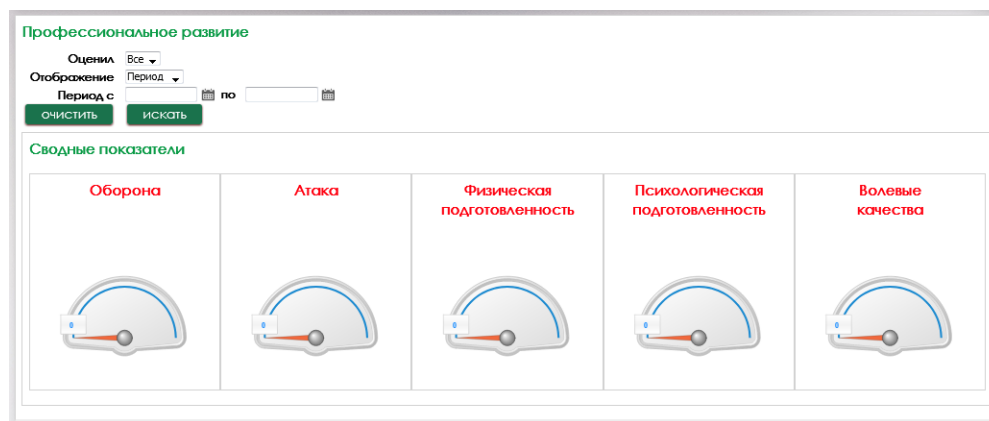 Профессиональное развитие
Оценил Все
Отображение Период
Период с по
очистить искать
Сводные показатели
Оборона Атака Физическая подготовленность Психологическая подготовленность Волевые качества
0 0 0 0 0